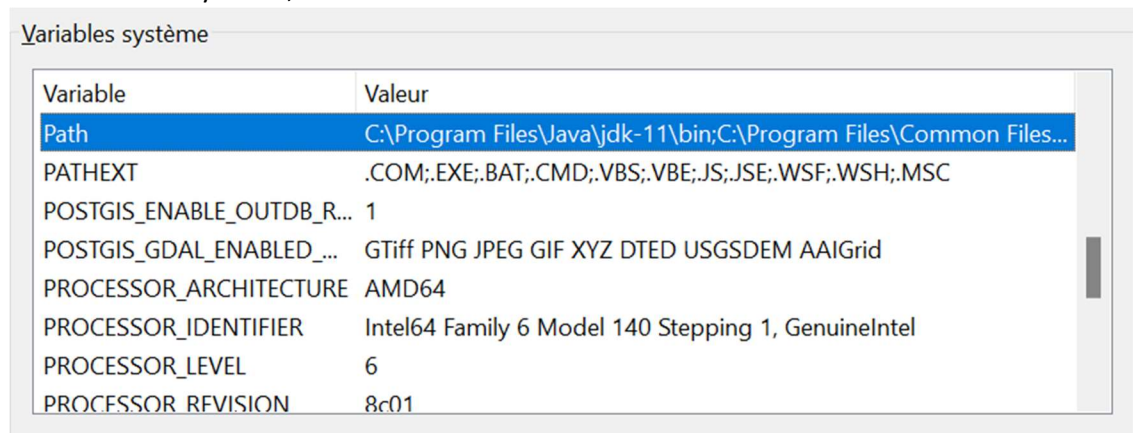 Variables système
Variable Valeur
Path C:\Program Files\Java\jdk-11\bin;C:\Program Files\Common Files...
PATHEXT .COM;.EXE;.BAT;.CMD;.VBS;.VBE;.JS;.JSE;.WSF;.WSH;.MSC
POSTGIS_ENABLE_OUTDB_R... 1
POSTGIS_GDAL_ENABLED_... GTiff PNG JPEG GIF XYZ DTED USGSDEM AAIGrid
PROCESSOR_ARCHITECTURE AMD64
PROCESSOR_IDENTIFIER Intel64 Family 6 Model 140 Stepping 1, GenuineIntel
PROCESSOR_LEVEL 6
PROCESSOR_REVISION 8c01